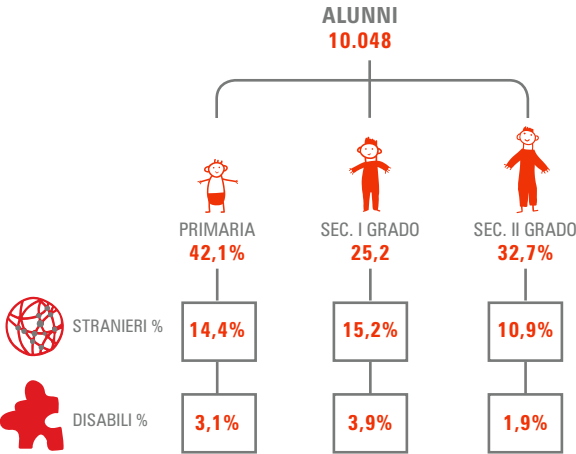 ALUNNI
10.048
PRIMARIA
42,1%
SEC. I GRADO
25,2
SEC. II GRADO
32,7%
STRANIERI %
14,4%
15,2%
10,9%
DISABILI %
3,1%
3,9%
1,9%